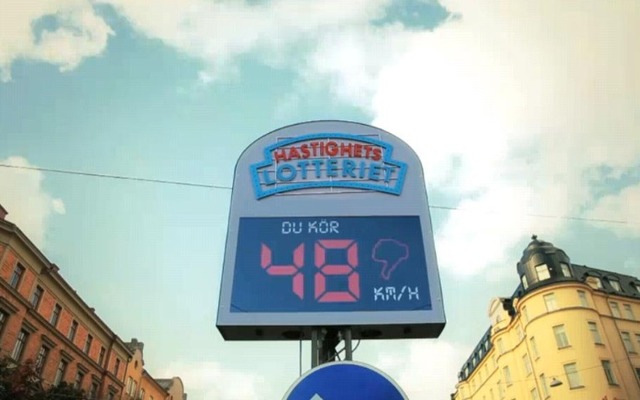 HASTIGHETS
LOTTERIET
DU KÖR
48
KM/H